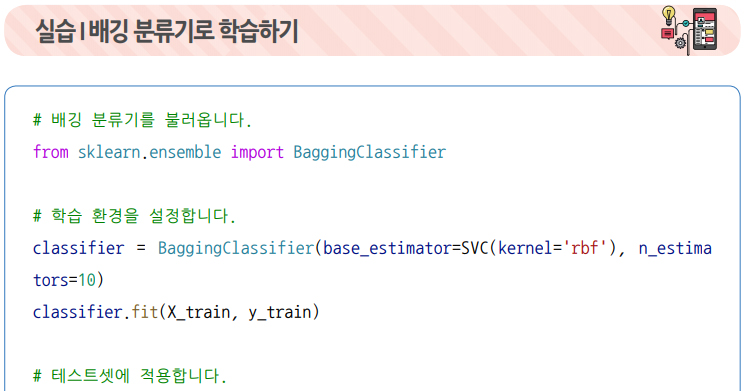 실습 I 배깅 분류기로 학습하기
# 배깅 분류기를 불러옵니다.
from sklearn.ensemble import BaggingClassifier
# 학습 환경을 설정합니다.
classifier = BaggingClassifier(base_estimator=SVC(kernel='rbf'), n_estima
tors=10)
classifier.fit(X_train, y_train)
# 테스트셋에 적용합니다.